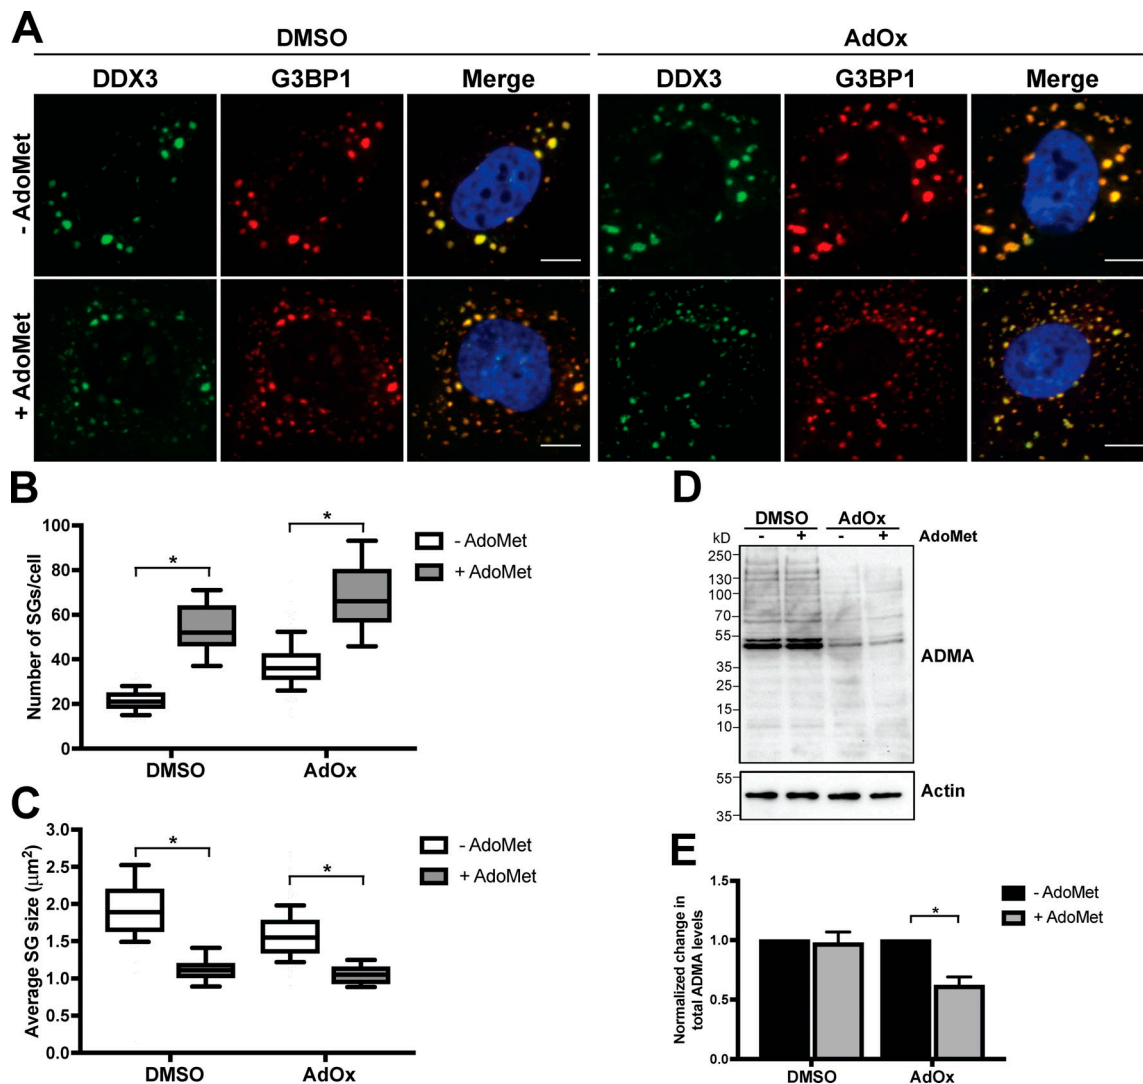 A
DMSO
AdOx
DDX3
G3BP1
Merge
DDX3
G3BP1
Merge
- AdoMet
+ AdoMet
B
Number of SGs/cell
100
80
60
40
20
0
*
*
- AdoMet
+ AdoMet
DMSO
AdOx
C
Average SG size (μm²)
3.0
2.5
2.0
1.5
1.0
0.5
0.0
*
*
- AdoMet
+ AdoMet
DMSO
AdOx
D
DMSO
AdOx
kD
-
+
-
+
AdoMet
250
130
100
70
55
35
25
15
10
ADMA
55
35
Actin
E
Normalized change in
total ADMA levels
1.5
1.0
0.5
0.0
*
- AdoMet
+ AdoMet
DMSO
AdOx